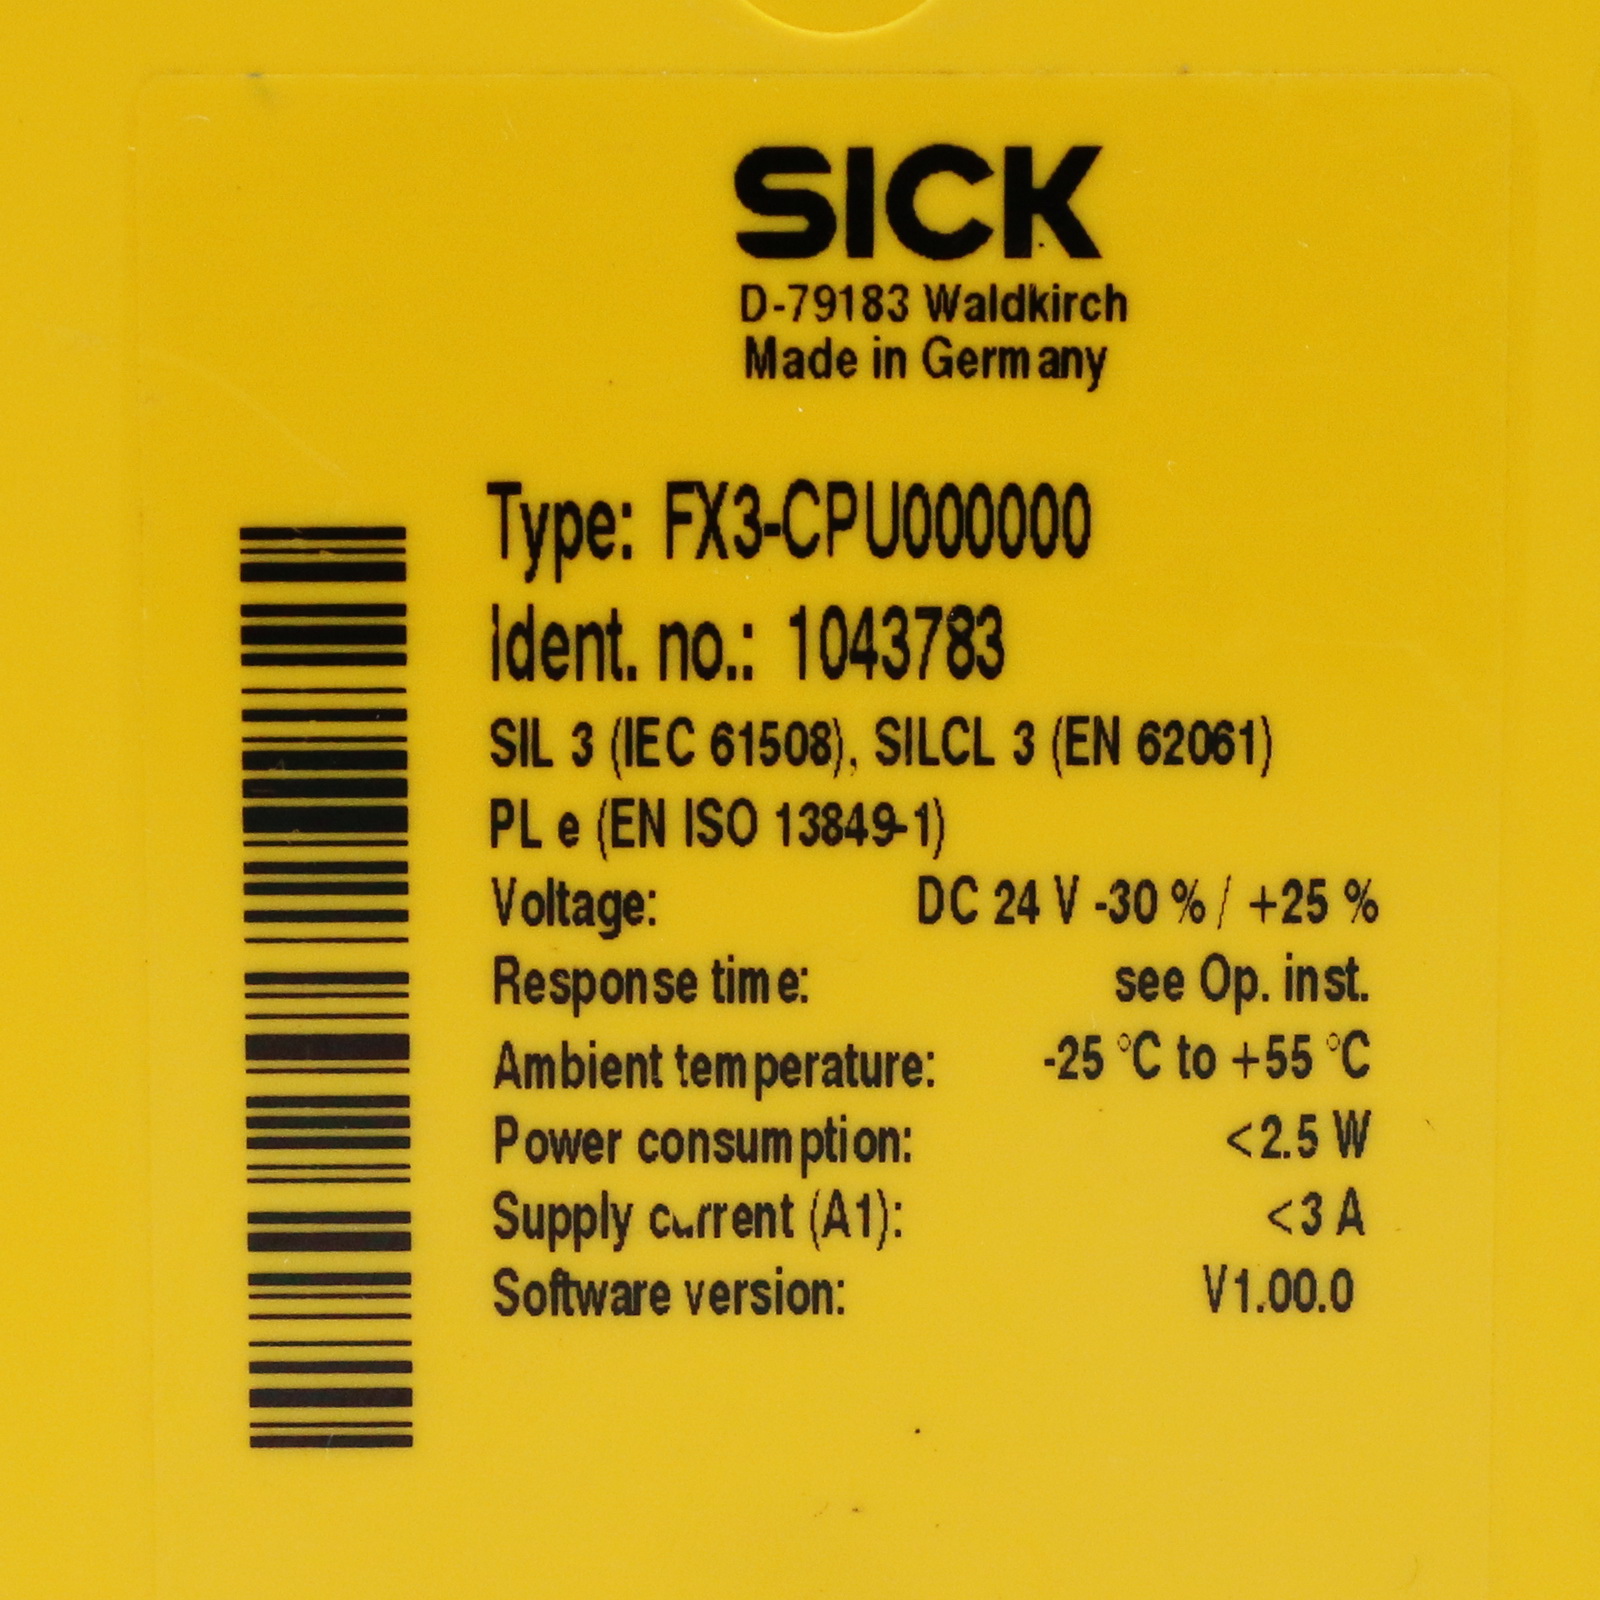 SICK
D-79183 Waldkirch
Made in Germany
Type: FX3-CPU000000
Ident. no.: 1043783
SIL 3 (IEC 61508), SILCL 3 (EN 62061)
PL e (EN ISO 13849-1)
Voltage: DC 24 V -30 % / +25 %
Response time: see Op. inst.
Ambient temperature: -25 °C to +55 °C
Power consumption: <2.5 W
Supply current (A1): <3 A
Software version: V1.00.0